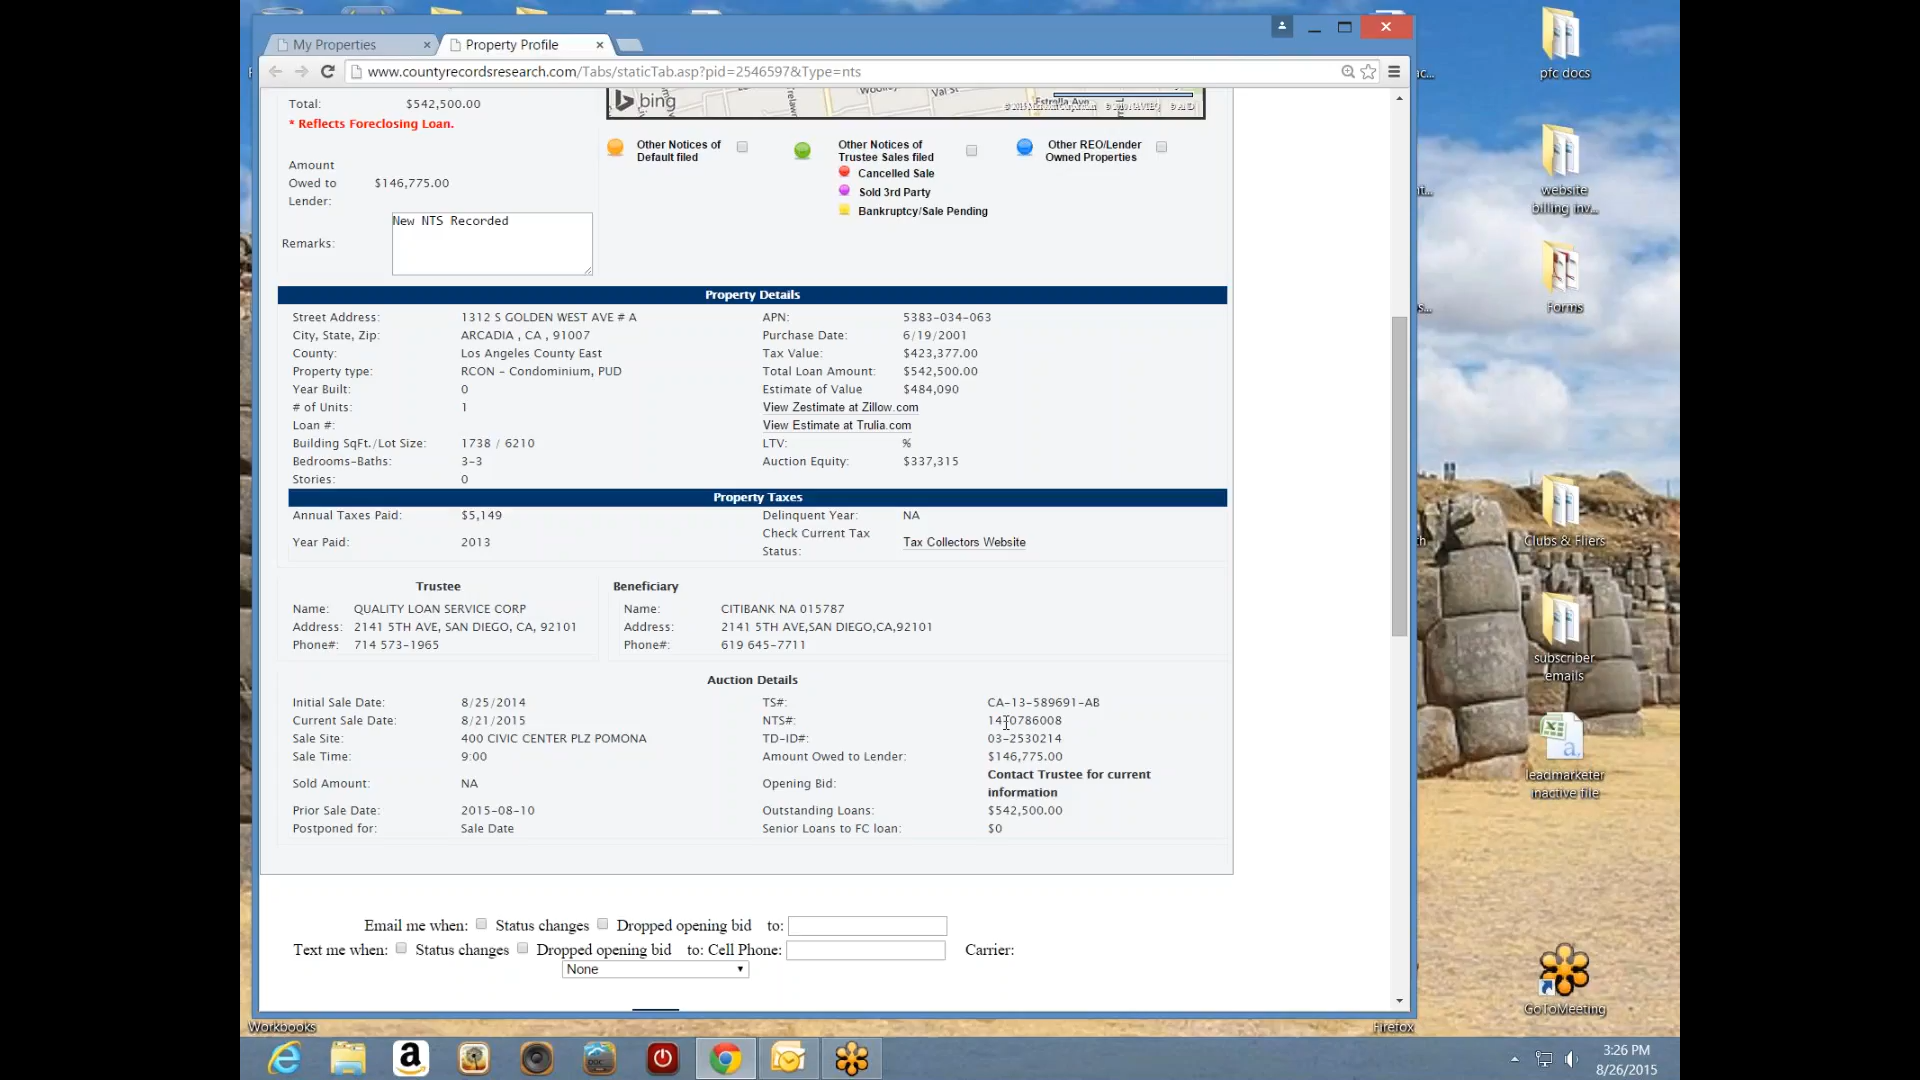 My Properties
Property Profile
www.countyrecordsresearch.com/Tabs/staticTab.asp?pid=2546597&Type=nts
Total: $542,500.00
* Reflects Foreclosing Loan.
bing
Val St
Estrella Ave
Other Notices of Default filed
Other Notices of Trustee Sales filed
Other REO/Lender Owned Properties
Cancelled Sale
Sold 3rd Party
Bankruptcy/Sale Pending
Amount Owed to Lender: $146,775.00
Remarks: New NTS Recorded
Property Details
Street Address: 1312 S GOLDEN WEST AVE # A APN: 5383-034-063
City, State, Zip: ARCADIA , CA , 91007 Purchase Date: 6/19/2001
County: Los Angeles County East Tax Value: $423,377.00
Property type: RCON - Condominium, PUD Total Loan Amount: $542,500.00
Year Built: 0 Estimate of Value $484,090
# of Units: 1 View Zestimate at Zillow.com
Loan #: View Estimate at Trulia.com
Building SqFt./Lot Size: 1738 / 6210 LTV: %
Bedrooms-Baths: 3-3 Auction Equity: $337,315
Stories: 0
Property Taxes
Annual Taxes Paid: $5,149 Delinquent Year: NA
Year Paid: 2013 Check Current Tax Status: Tax Collectors Website
Trustee Beneficiary
Name: QUALITY LOAN SERVICE CORP Name: CITIBANK NA 015787
Address: 2141 5TH AVE, SAN DIEGO, CA, 92101 Address: 2141 5TH AVE,SAN DIEGO,CA,92101
Phone#: 714 573-1965 Phone#: 619 645-7711
Auction Details
Initial Sale Date: 8/25/2014 TS#: CA-13-589691-AB
Current Sale Date: 8/21/2015 NTS#:
Sale Site: 400 CIVIC CENTER PLZ POMONA TD-ID#: 03-2530214
Sale Time: 9:00 Amount Owed to Lender: $146,775.00
Sold Amount: NA Opening Bid: Contact Trustee for current information
Prior Sale Date: 2015-08-10 Outstanding Loans: $542,500.00
Postponed for: Sale Date Senior Loans to FC loan: $0
Email me when: Status changes Dropped opening bid to:
Text me when: Status changes Dropped opening bid to: Cell Phone: Carrier:
None
pfc docs
website billing inv...
Forms
Clubs & Fliers
subscriber emails
leadmarketer inactive file
GoToMeeting
Workbooks
Firefox
3:26 PM
8/26/2015